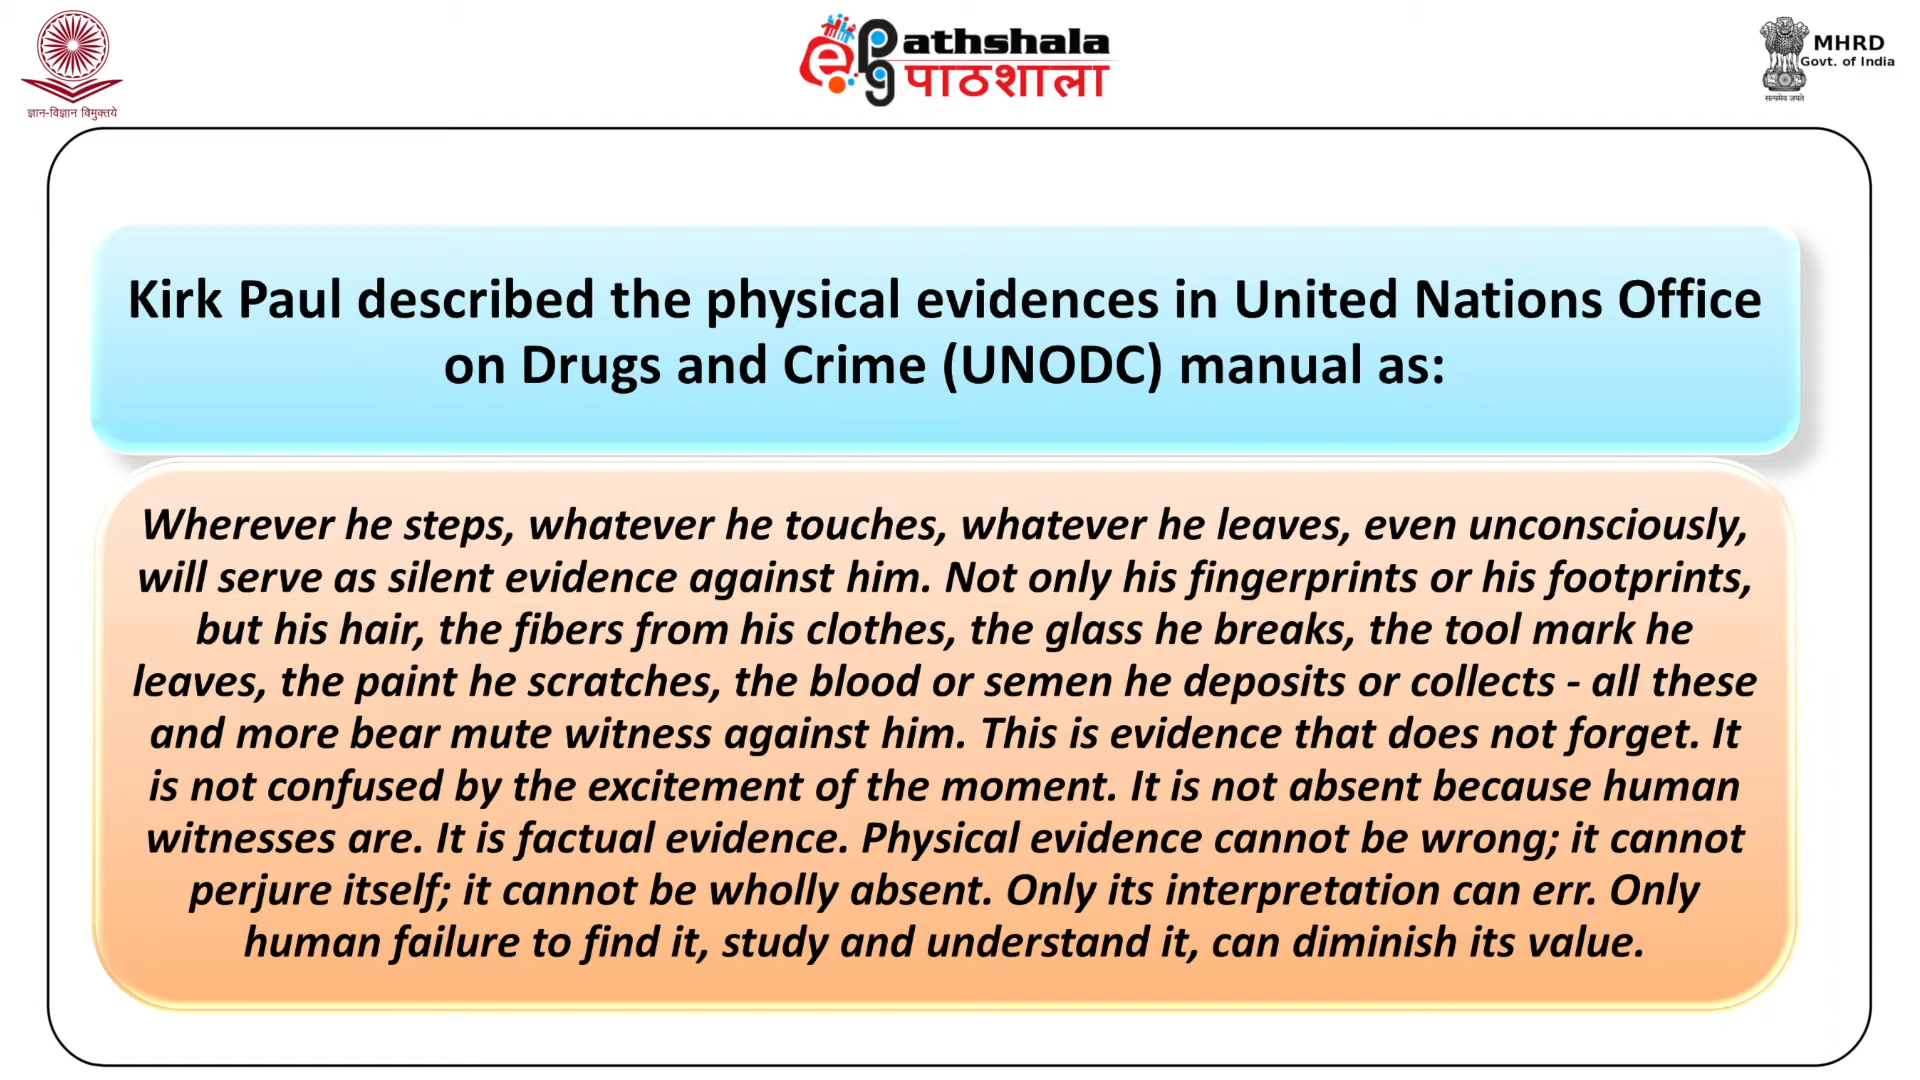 ज्ञान-विज्ञान विमुक्तये
e
PG
athshala
पाठशाला
MHRD
Govt. of India
सत्यमेव जयते
Kirk Paul described the physical evidences in United Nations Office
on Drugs and Crime (UNODC) manual as:
Wherever he steps, whatever he touches, whatever he leaves, even unconsciously,
will serve as silent evidence against him. Not only his fingerprints or his footprints,
but his hair, the fibers from his clothes, the glass he breaks, the tool mark he
leaves, the paint he scratches, the blood or semen he deposits or collects - all these
and more bear mute witness against him. This is evidence that does not forget. It
is not confused by the excitement of the moment. It is not absent because human
witnesses are. It is factual evidence. Physical evidence cannot be wrong; it cannot
perjure itself; it cannot be wholly absent. Only its interpretation can err. Only
human failure to find it, study and understand it, can diminish its value.